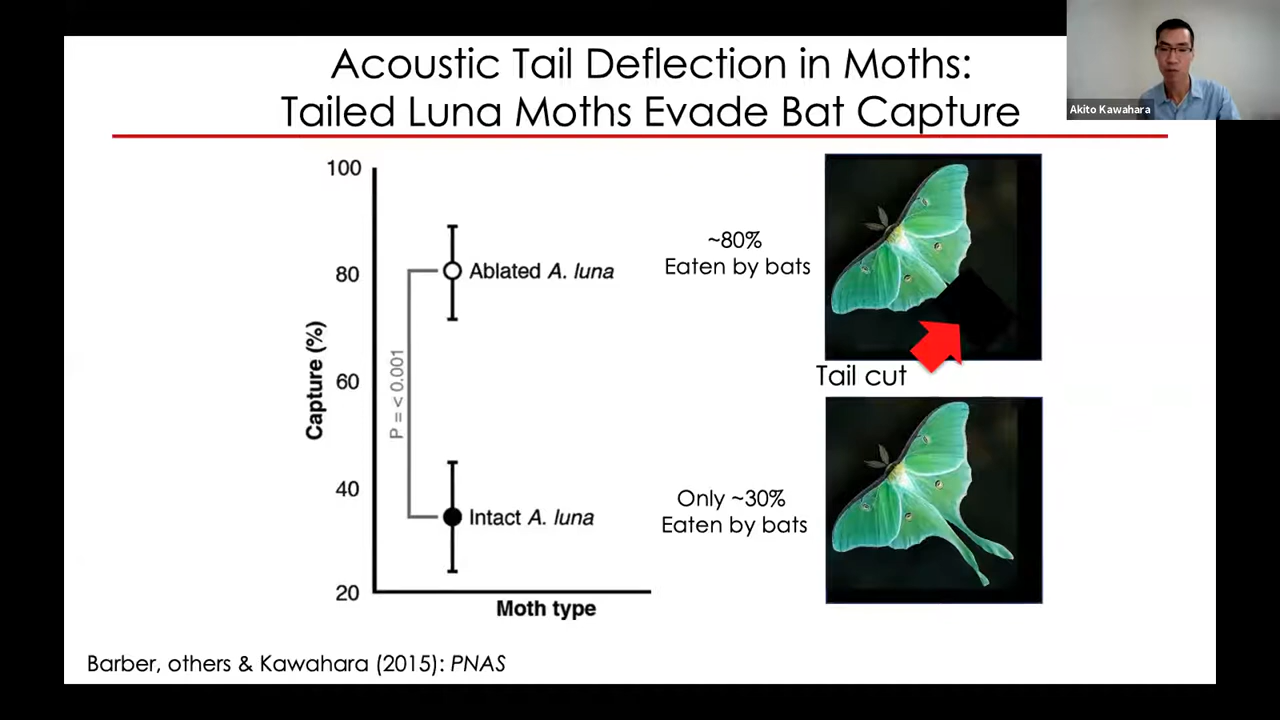 Acoustic Tail Deflection in Moths:
Tailed Luna Moths Evade Bat Capture
Akito Kawahara
100
80
60
40
20
Capture (%)
P = < 0.001
Ablated A. luna
Intact A. luna
Moth type
~80%
Eaten by bats
Tail cut
Only ~30%
Eaten by bats
Barber, others & Kawahara (2015): PNAS